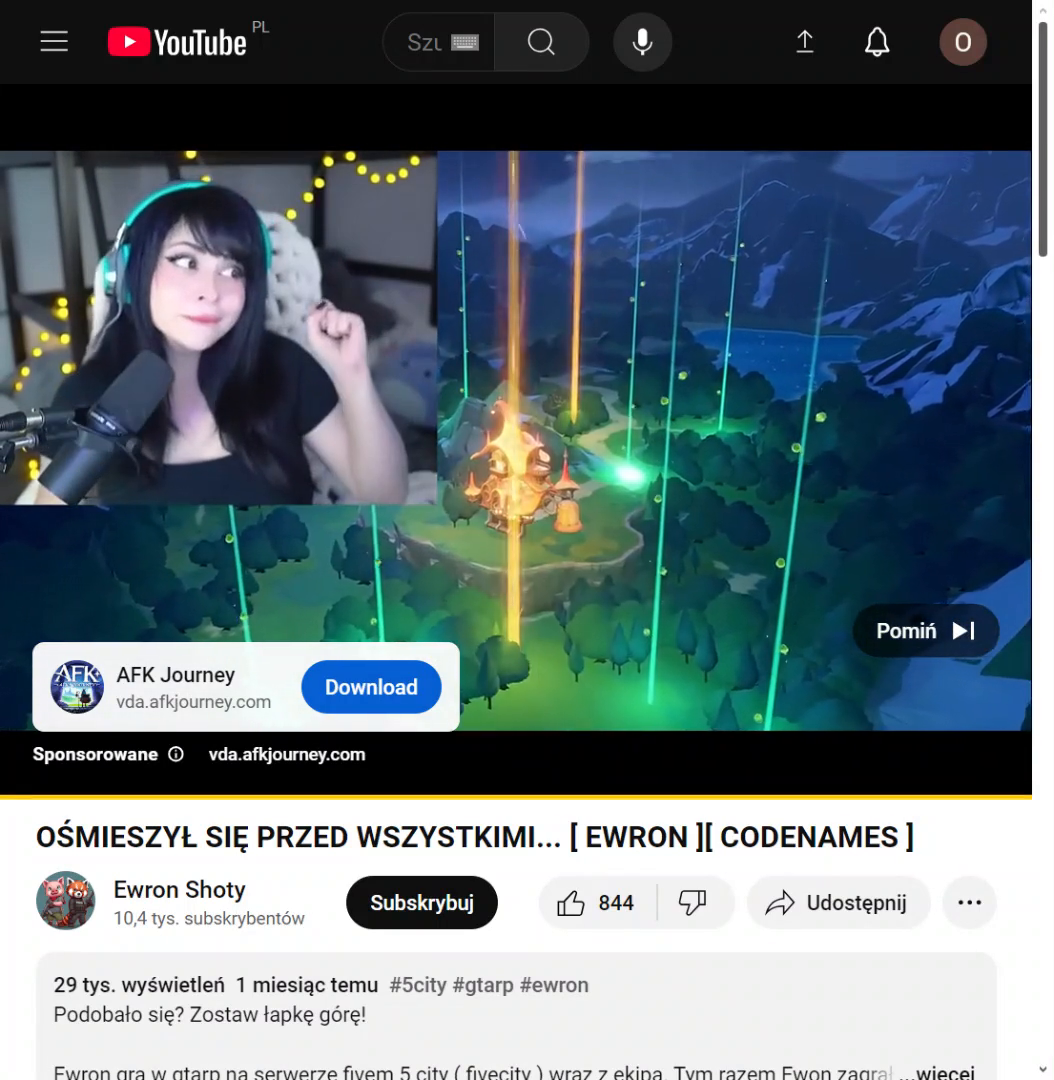 YouTube PL
Szu
O
Pomiń
AFK
AFK Journey
vda.afkjourney.com
Download
Sponsorowane
vda.afkjourney.com
OŚMIESZYŁ SIĘ PRZED WSZYSTKIMI... [ EWRON ][ CODENAMES ]
Ewron Shoty
10,4 tys. subskrybentów
Subskrybuj
844
Udostępnij
29 tys. wyświetleń 1 miesiąc temu #5city #gtarp #ewron
Podobało się? Zostaw łapkę górę!
Ewron gra w gtarp na serwerze fivem 5 city ( fivecity ) wraz z ekipą. Tym razem Ewon zagrał ...więcej